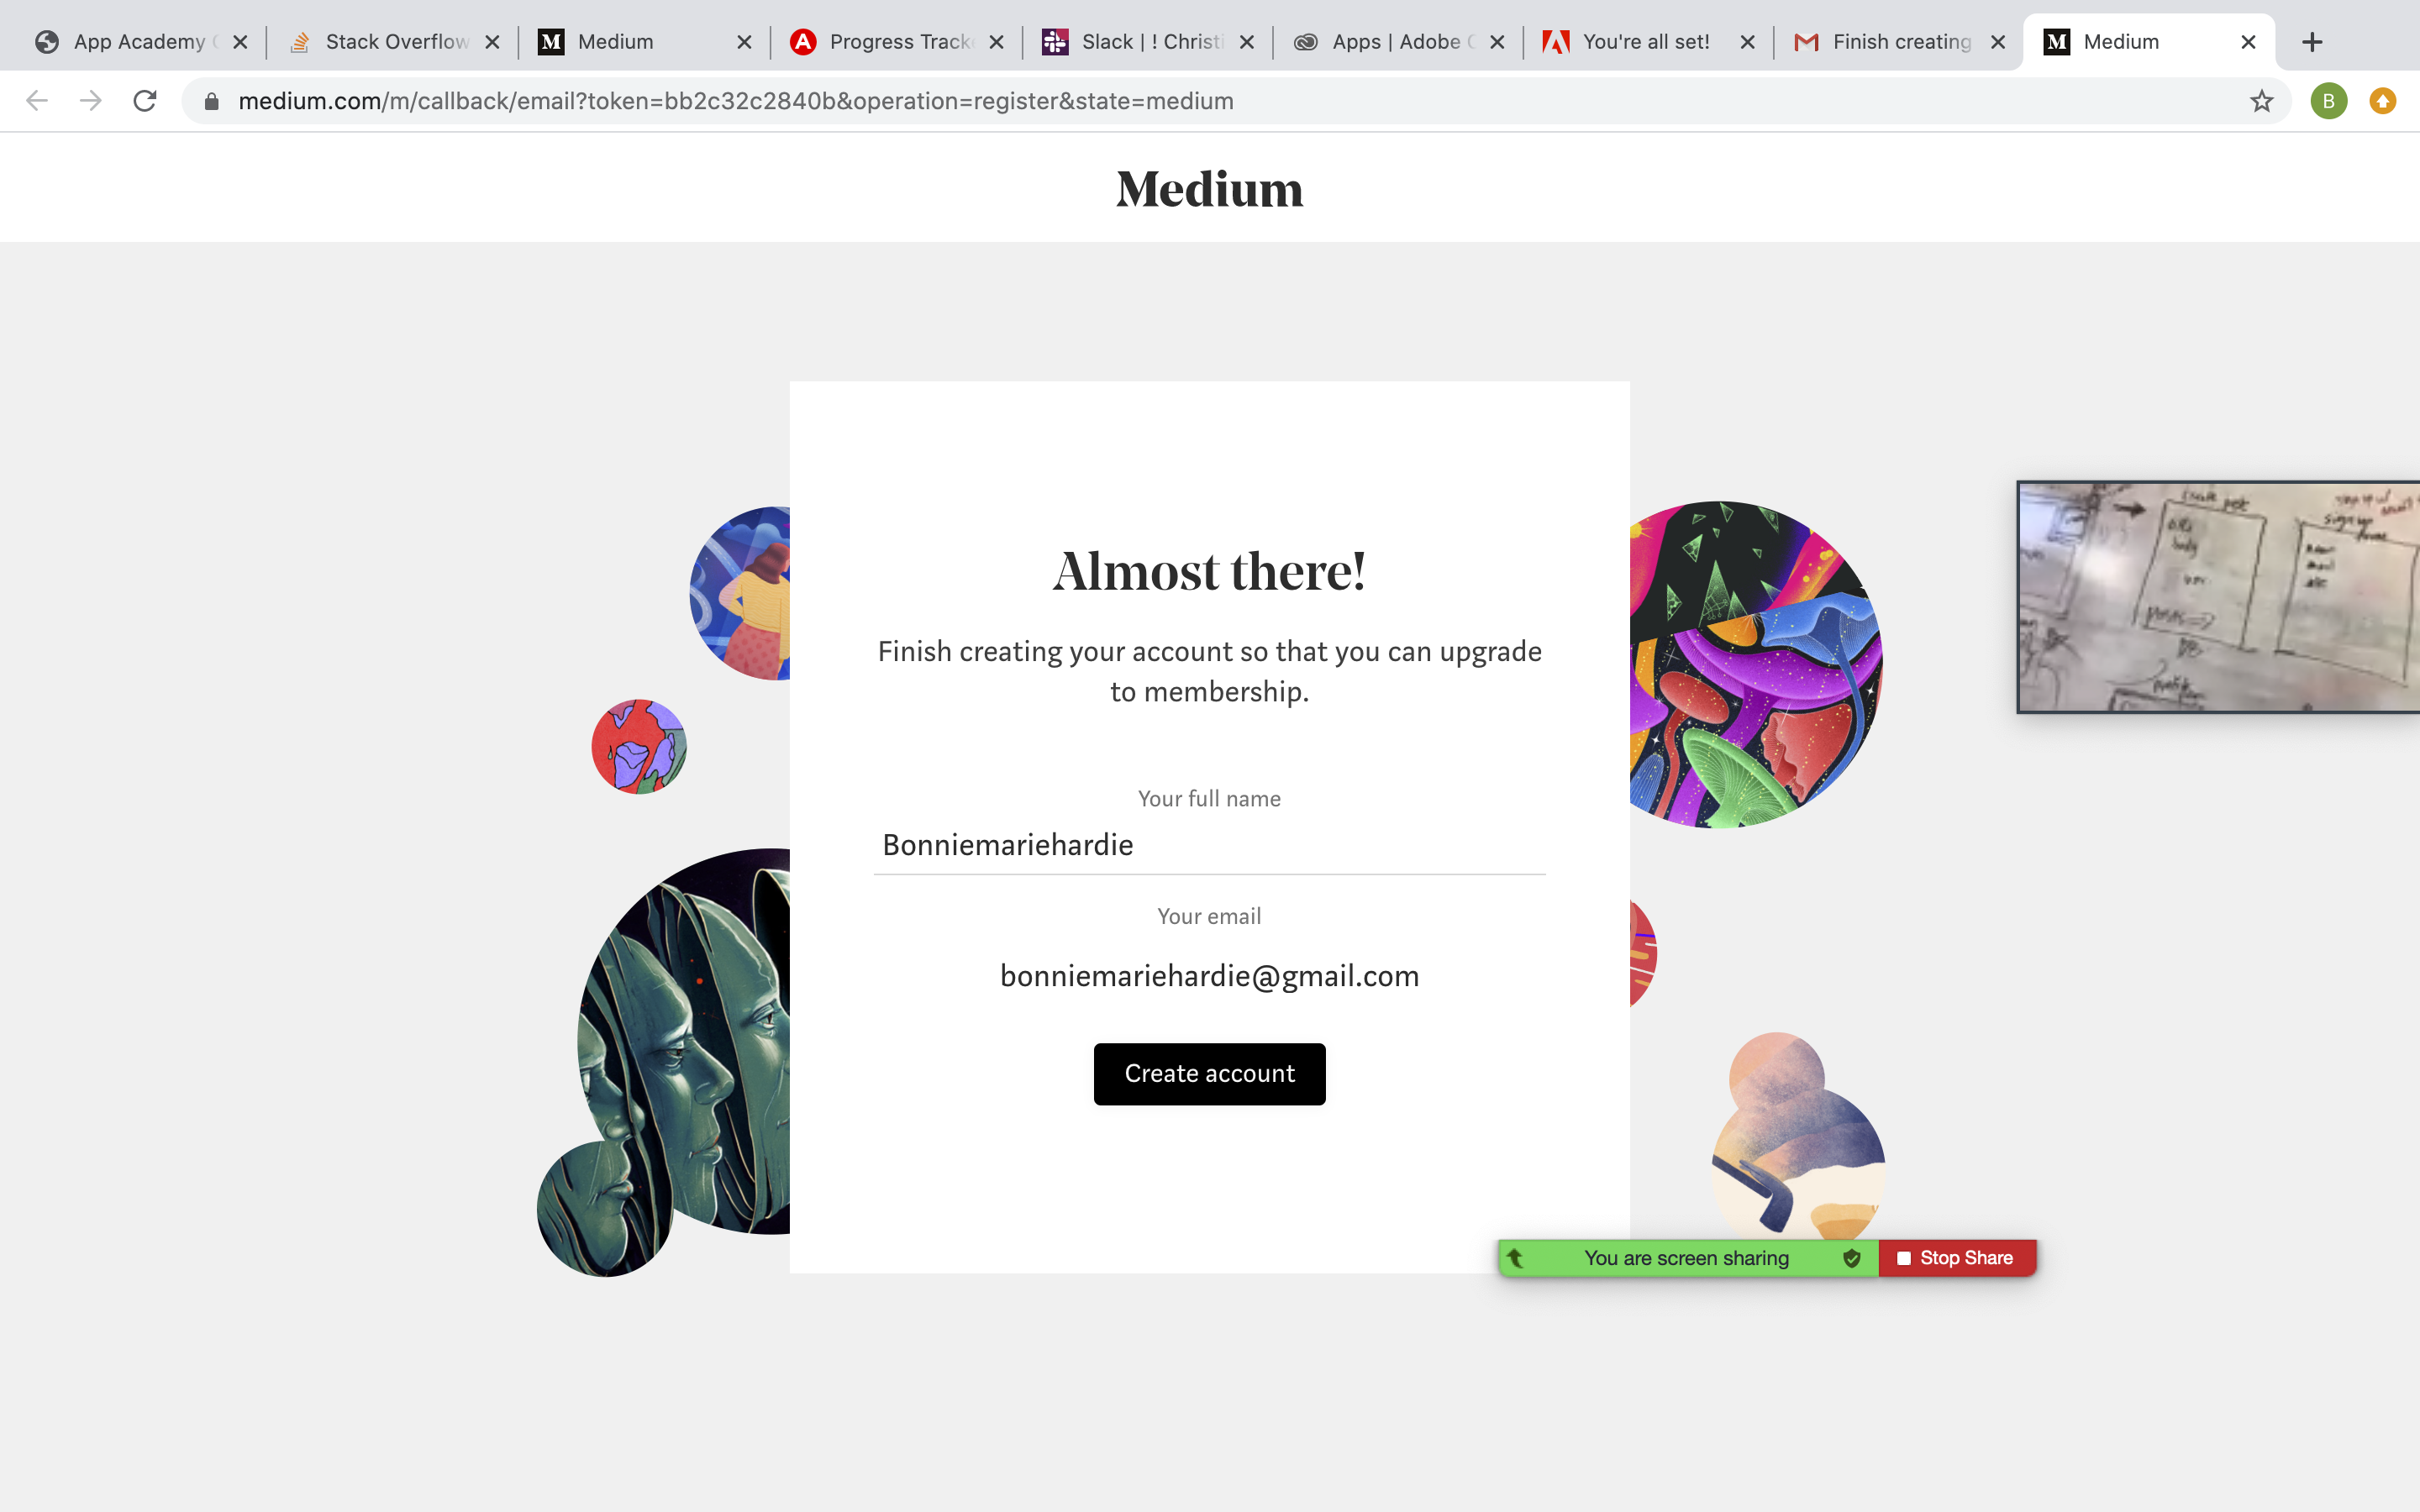 App Academy
Stack Overflow
Medium
Progress Track
Slack | ! Christi
Apps | Adobe C
You're all set!
Finish creating
Medium
medium.com/m/callback/email?token=bb2c32c2840b&operation=register&state=medium
B
Medium
Almost there!
Finish creating your account so that you can upgrade
to membership.
Your full name
Bonniemariehardie
Your email
bonniemariehardie@gmail.com
Create account
You are screen sharing
Stop Share